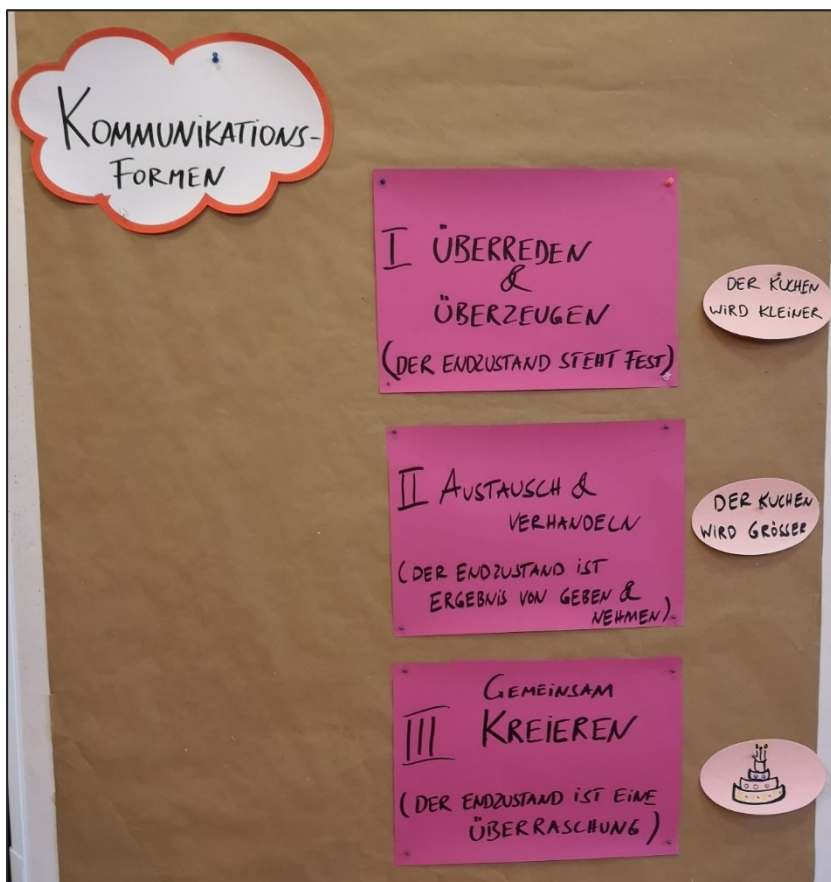 KOMMUNIKATIONS-
FORMEN
I ÜBERREDEN
&
ÜBERZEUGEN
(DER ENDZUSTAND STEHT FEST)
DER KUCHEN
WIRD KLEINER
II AUSTAUSCH &
VERHANDELN
(DER ENDZUSTAND IST
ERGEBNIS VON GEBEN &
NEHMEN)
DER KUCHEN
WIRD GRÖSSER
GEMEINSAM
III KREIEREN
(DER ENDZUSTAND IST EINE
ÜBERRASCHUNG)